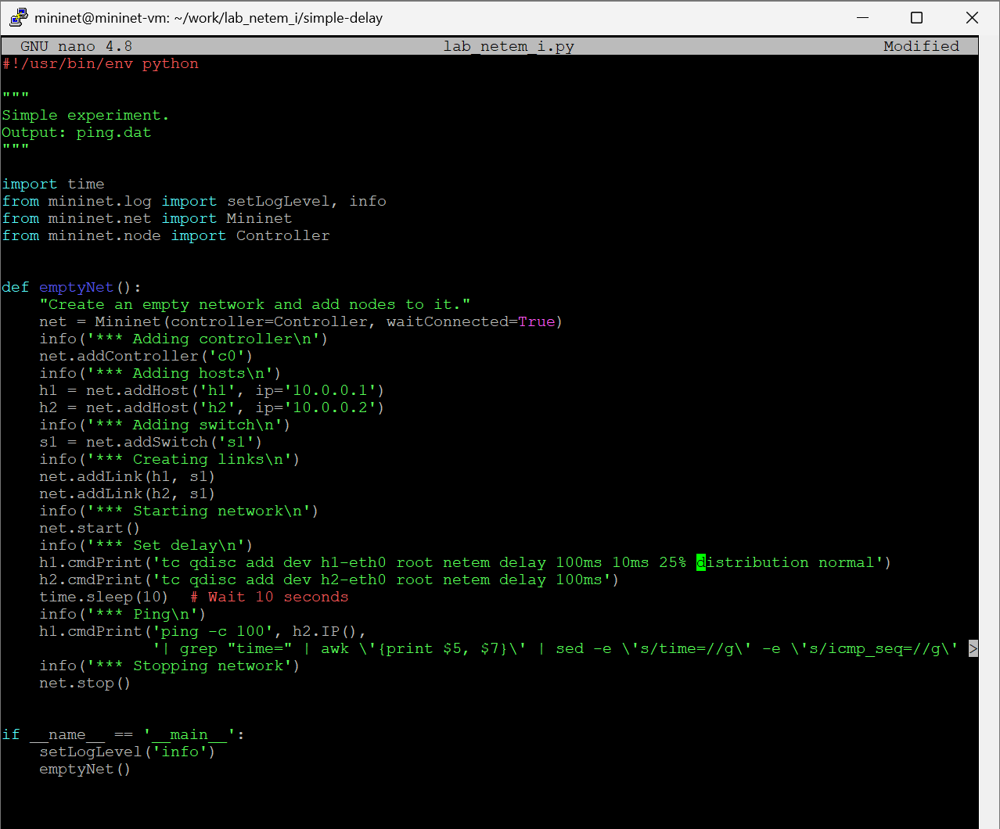 mininet@mininet-vm: ~/work/lab_netem_i/simple-delay
GNU nano 4.8 lab_netem_i.py Modified
#!/usr/bin/env python
"""
Simple experiment.
Output: ping.dat
"""
import time
from mininet.log import setLogLevel, info
from mininet.net import Mininet
from mininet.node import Controller
def emptyNet():
    "Create an empty network and add nodes to it."
    net = Mininet(controller=Controller, waitConnected=True)
    info('*** Adding controller\n')
    net.addController('c0')
    info('*** Adding hosts\n')
    h1 = net.addHost('h1', ip='10.0.0.1')
    h2 = net.addHost('h2', ip='10.0.0.2')
    info('*** Adding switch\n')
    s1 = net.addSwitch('s1')
    info('*** Creating links\n')
    net.addLink(h1, s1)
    net.addLink(h2, s1)
    info('*** Starting network\n')
    net.start()
    info('*** Set delay\n')
    h1.cmdPrint('tc qdisc add dev h1-eth0 root netem delay 100ms 10ms 25% distribution normal')
    h2.cmdPrint('tc qdisc add dev h2-eth0 root netem delay 100ms')
    time.sleep(10)  # Wait 10 seconds
    info('*** Ping\n')
    h1.cmdPrint('ping -c 100', h2.IP(),
                '| grep "time=" | awk \'{print $5, $7}\' | sed -e \'s/time=//g\' -e \'s/icmp_seq=//g\' >
    info('*** Stopping network')
    net.stop()
if __name__ == '__main__':
    setLogLevel('info')
    emptyNet()